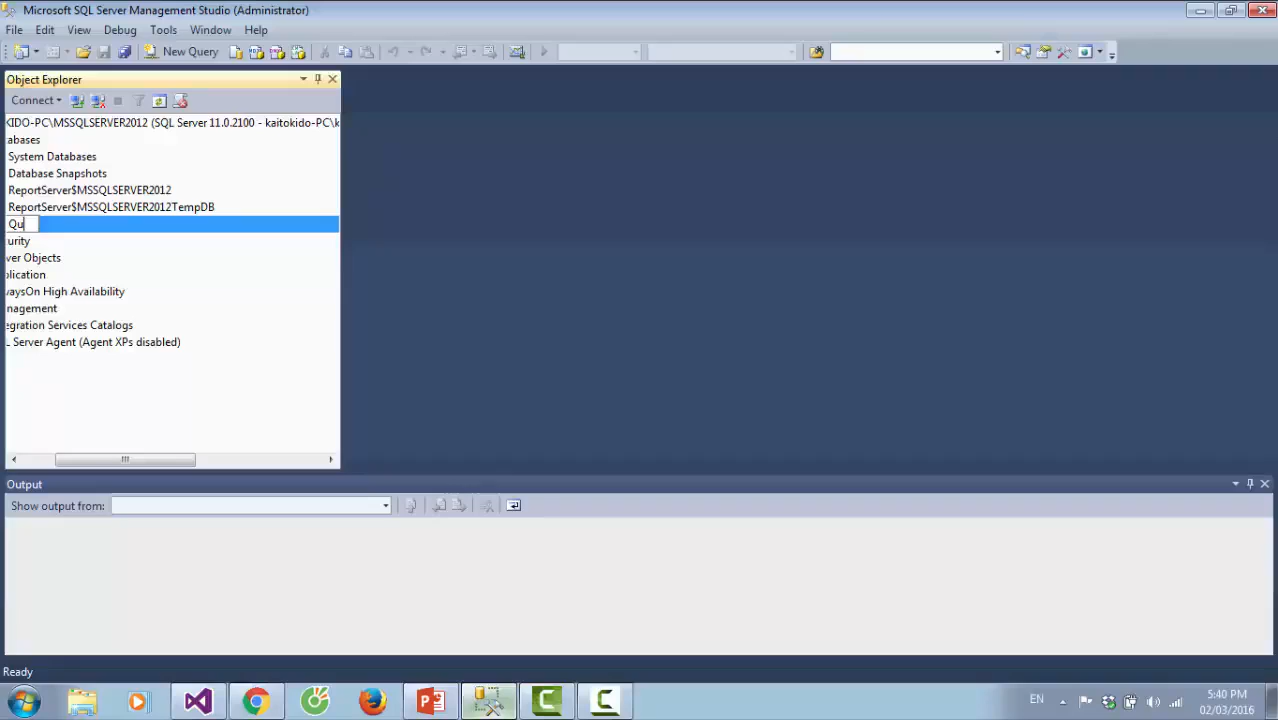 Microsoft SQL Server Management Studio (Administrator)
File Edit View Debug Tools Window Help
New Query
Object Explorer
Connect
KIDO-PC\MSSQLSERVER2012 (SQL Server 11.0.2100 - kaitokido-PC\k
abases
System Databases
Database Snapshots
ReportServer$MSSQLSERVER2012
ReportServer$MSSQLSERVER2012TempDB
Qu
urity
ver Objects
plication
waysOn High Availability
nagement
egration Services Catalogs
L Server Agent (Agent XPs disabled)
Output
Show output from:
Ready
EN
5:40 PM
02/03/2016